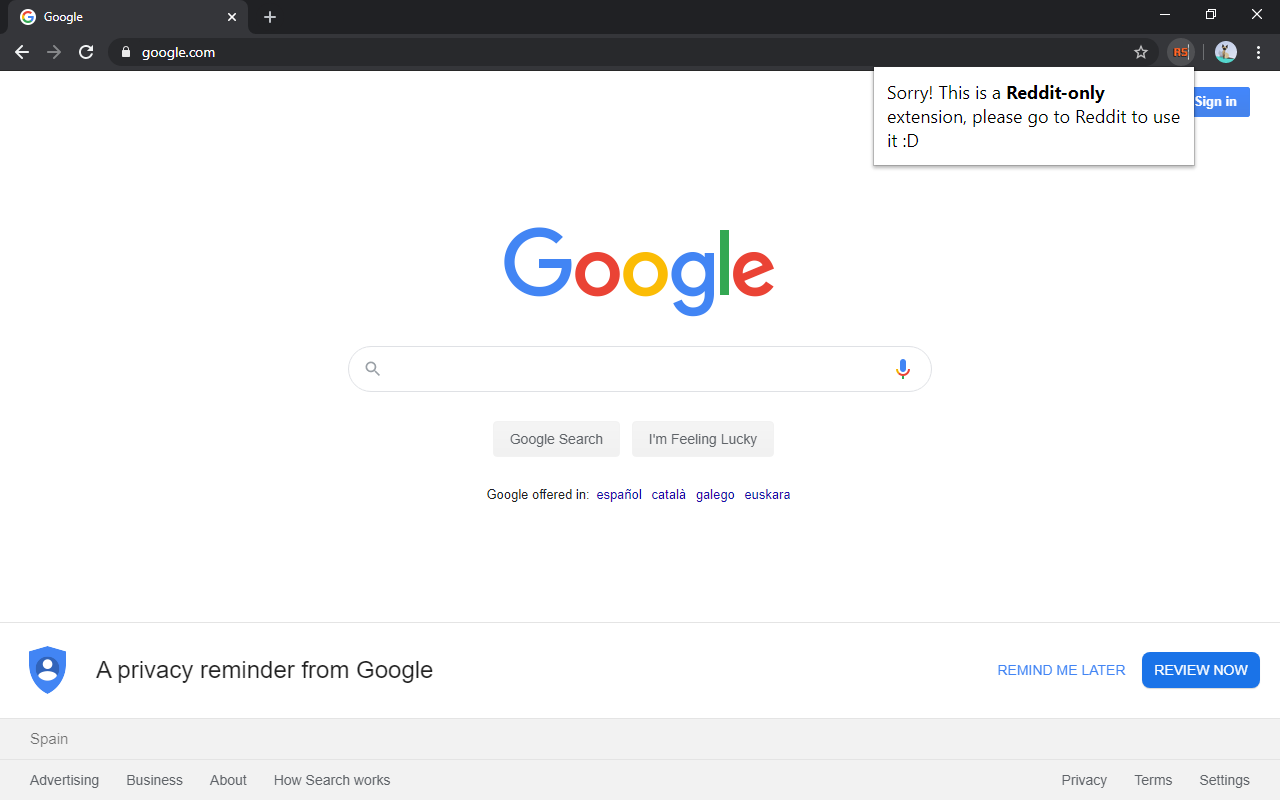 Google
google.com
RS
Sorry! This is a Reddit-only
extension, please go to Reddit to use
it :D
Sign in
Google
Google Search
I'm Feeling Lucky
Google offered in: español català galego euskara
A privacy reminder from Google
REMIND ME LATER
REVIEW NOW
Spain
Advertising Business About How Search works
Privacy Terms Settings